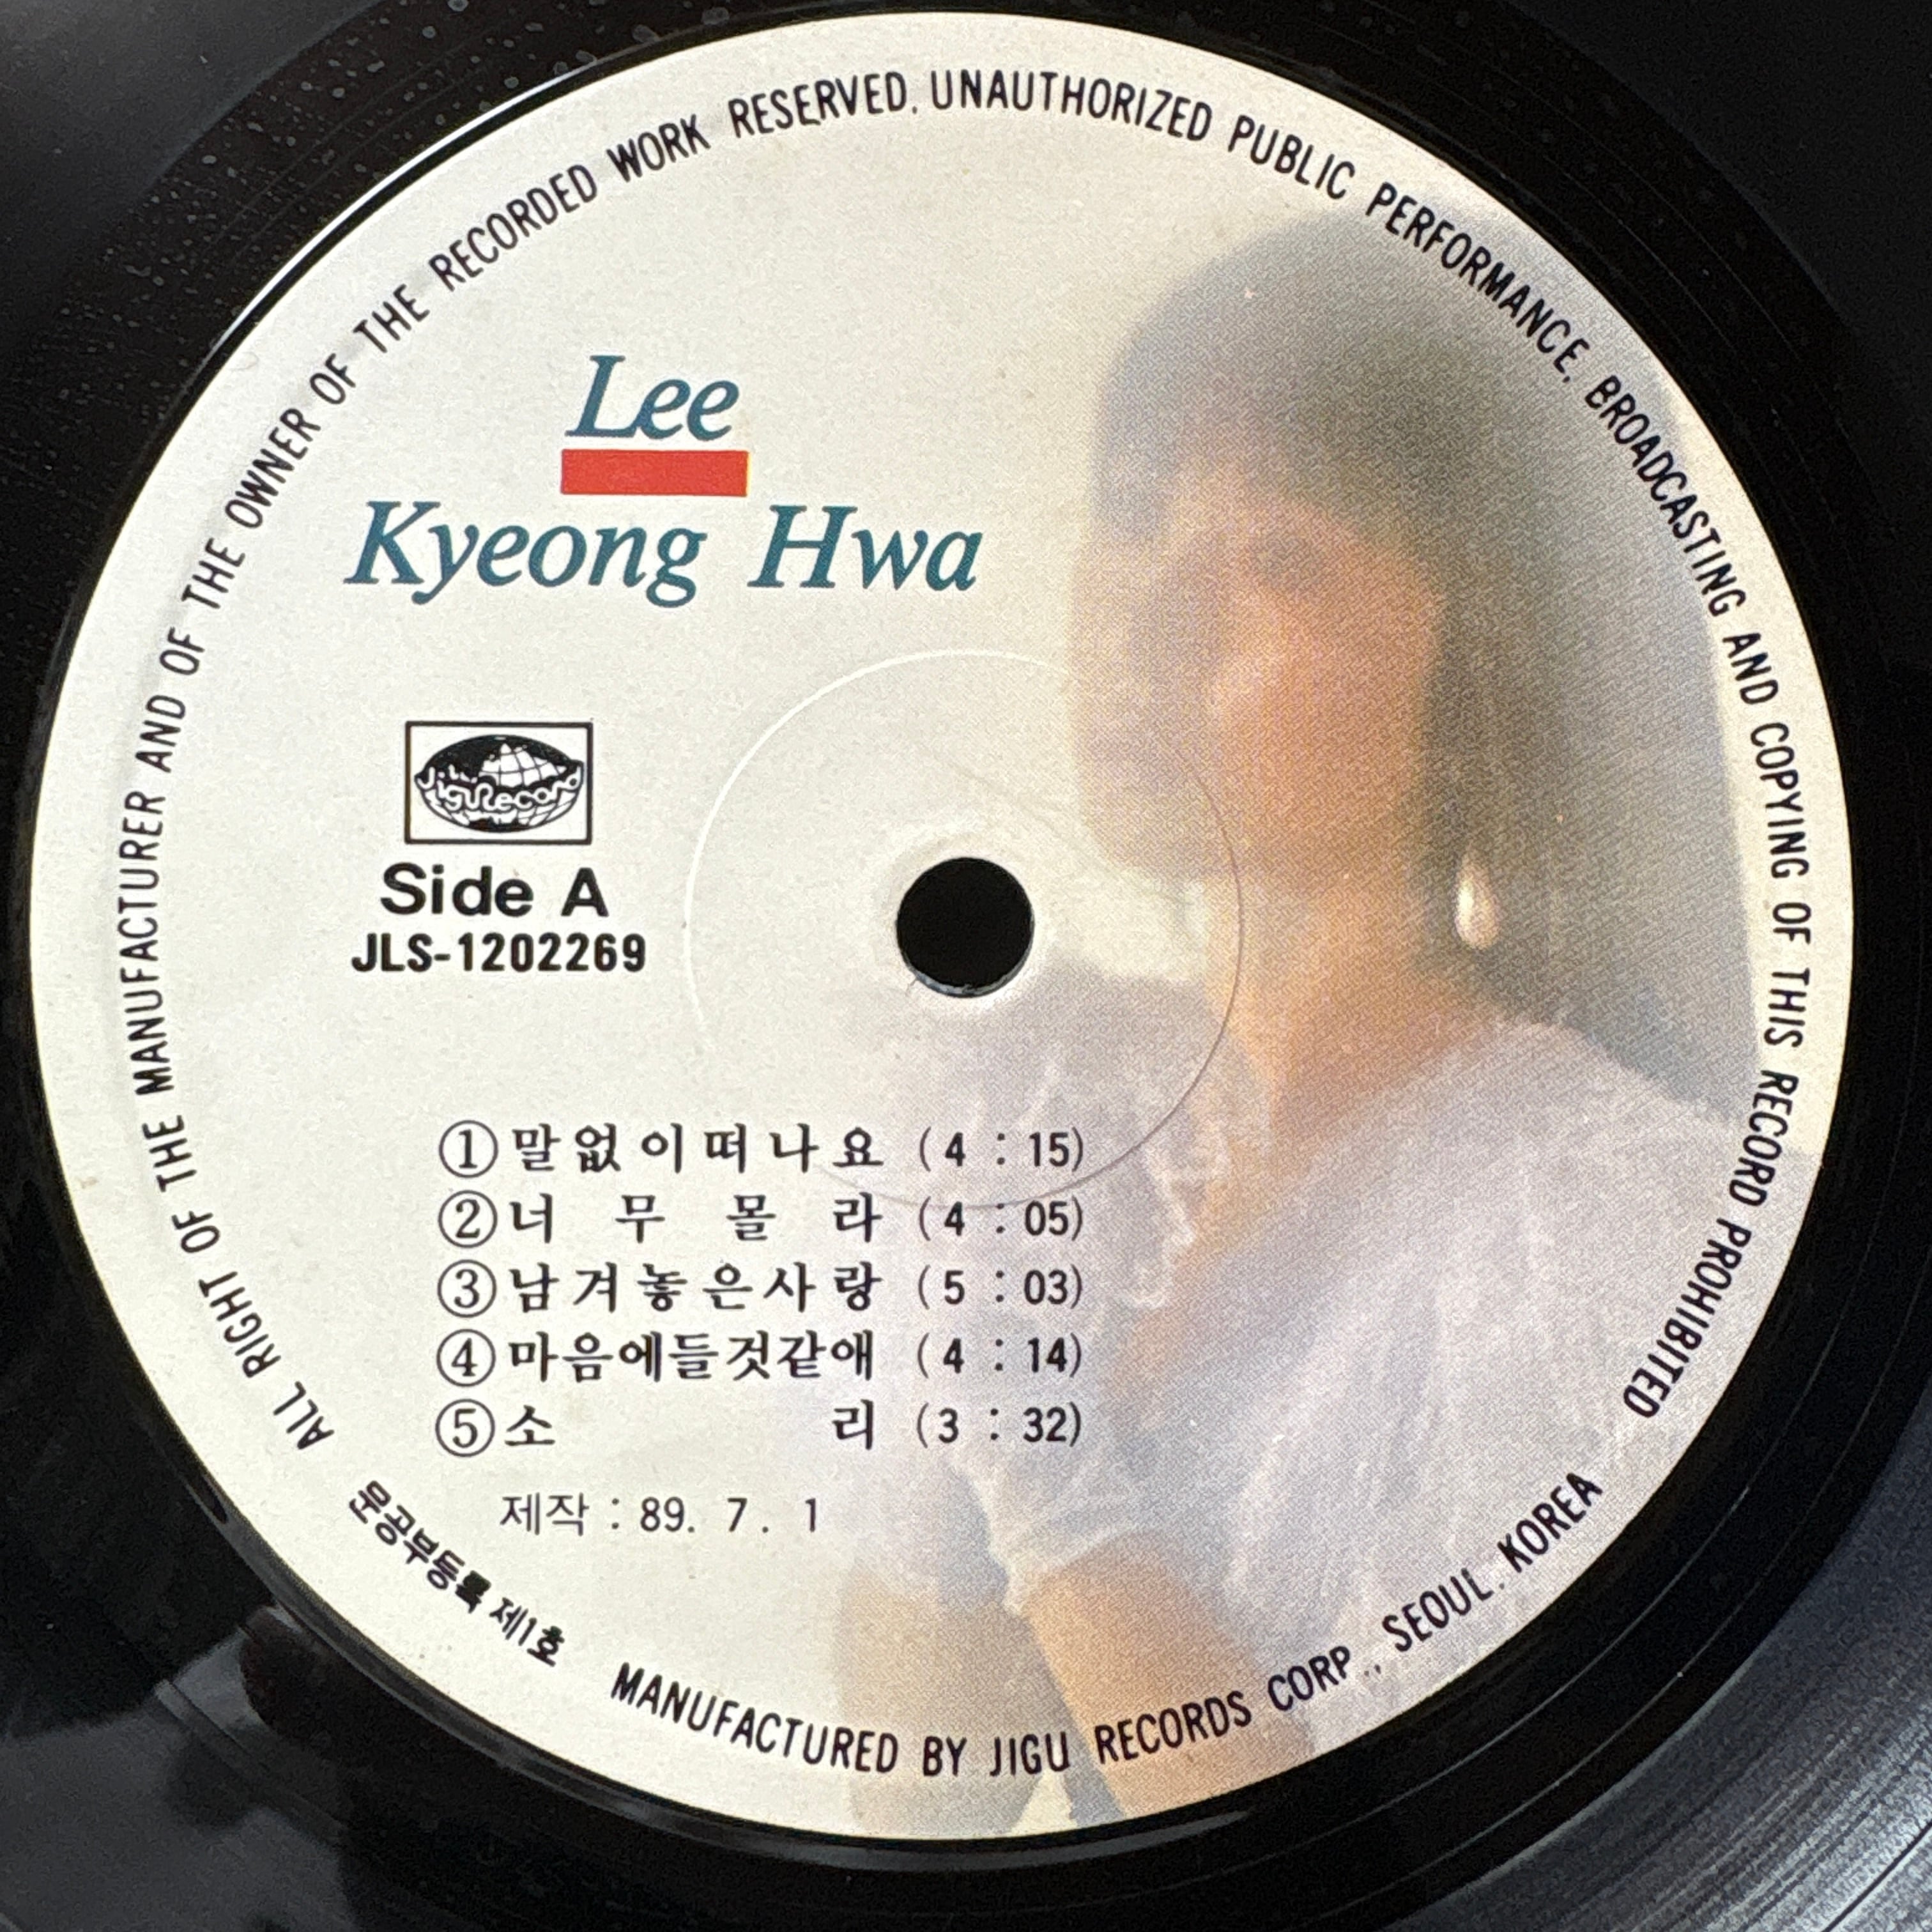 ALL RIGHT OF THE MANUFACTURER AND OF THE OWNER OF THE RECORDED WORK RESERVED. UNAUTHORIZED PUBLIC PERFORMANCE. BROADCASTING AND COPYING OF THIS RECORD PROHIBITED
Lee
Kyeong Hwa
Jigu Record
Side A
JLS-1202269
① 말없이떠나요 (4 : 15)
② 너무몰라 (4 : 05)
③ 남겨놓은사랑 (5 : 03)
④ 마음에들것같애 (4 : 14)
⑤ 소리 (3 : 32)
제작 : 89. 7. 1
문공부등록 제1호
MANUFACTURED BY JIGU RECORDS CORP., SEOUL. KOREA